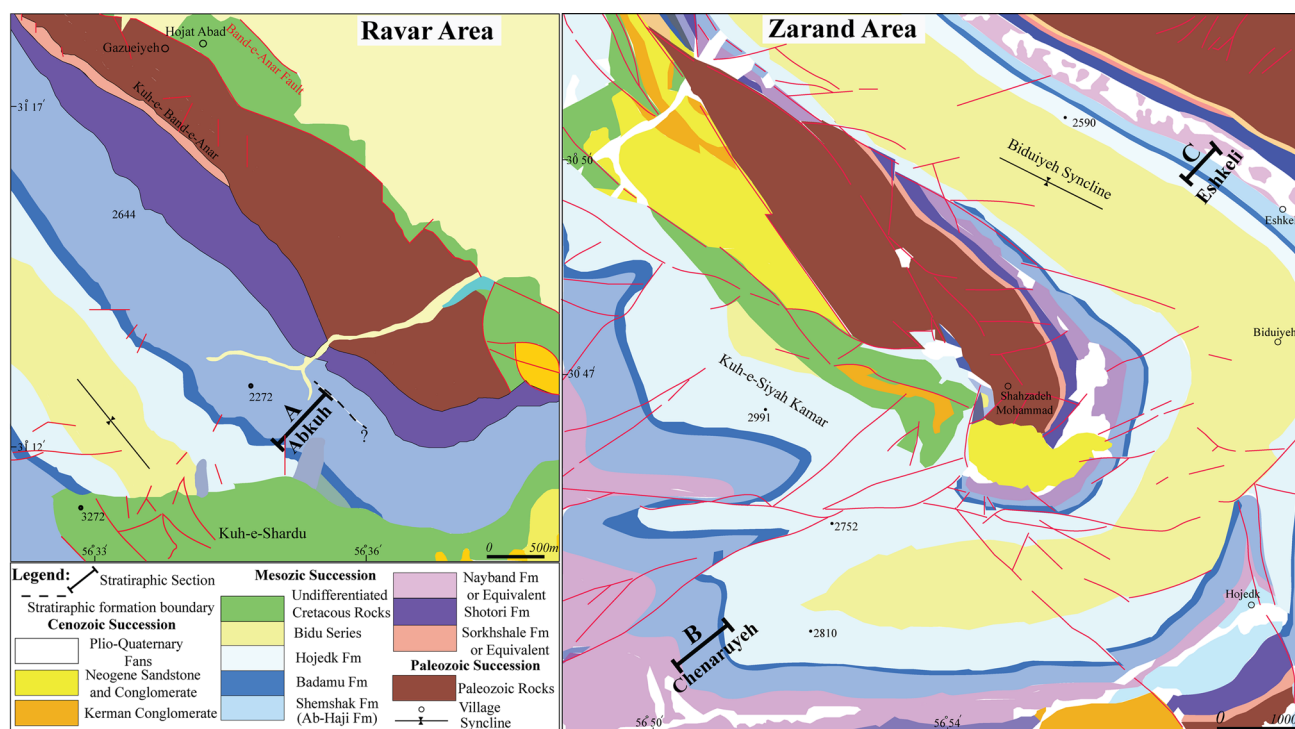 Ravar Area
Hojat Abad
Gazueiyeh
Band-e-Anar Fault
31 17′
Kuh-e- Band-e-Anar
2644
2272
A
Abkuh
?
31 12′
3272
Kuh-e-Shardu
56 33′
56 36′
0 500m
Zarand Area
2590
30 50′
Biduiyeh Syncline
C
Eshkeli
Eshkel
Biduiyeh
30 47′
Kuh-e-Siyah Kamar
2991
Shahzadeh
Mohammad
2752
Hojedk
B
Chenaruyeh
2810
56 50′
56 54′
0 1000
Legend:
Stratiraphic Section
Stratiraphic formation boundary
Cenozoic Succession
Plio-Quaternary
Fans
Neogene Sandstone
and Conglomerate
Kerman Conglomerate
Mesozic Succession
Undifferentiated
Cretacous Rocks
Bidu Series
Hojedk Fm
Badamu Fm
Shemshak Fm
(Ab-Haji Fm)
Nayband Fm
or Equivalent
Shotori Fm
Sorkhshale Fm
or Equivalent
Paleozoic Succession
Paleozoic Rocks
Village
Syncline